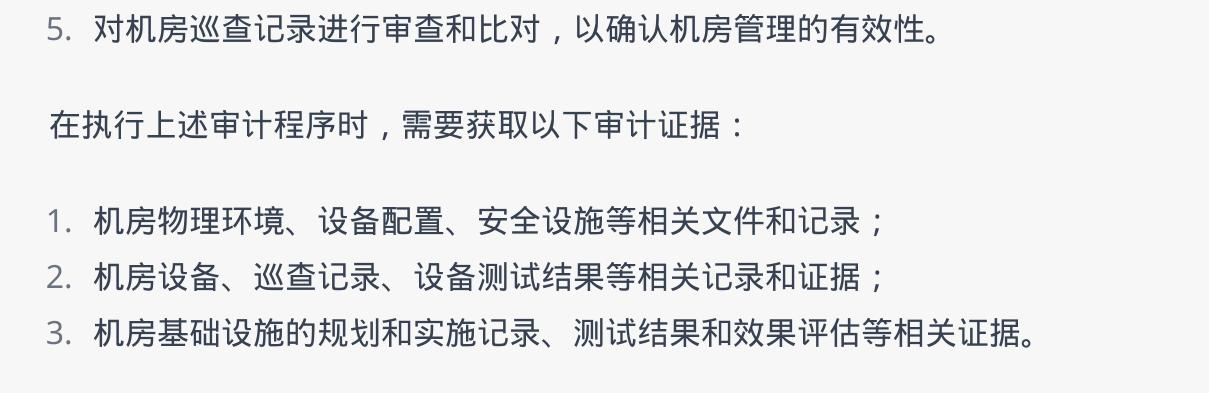 5. 对机房巡查记录进行审查和比对，以确认机房管理的有效性。
在执行上述审计程序时，需要获取以下审计证据：
1. 机房物理环境、设备配置、安全设施等相关文件和记录；
2. 机房设备、巡查记录、设备测试结果等相关记录和证据；
3. 机房基础设施的规划和实施记录、测试结果和效果评估等相关证据。